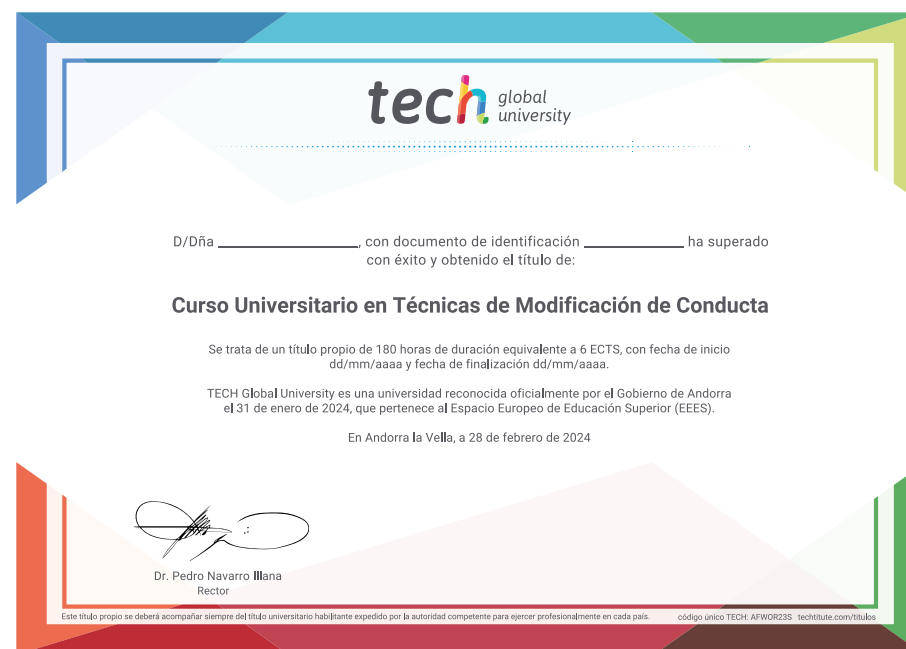 tech global
university
D/Dña ____________________, con documento de identificación ______________ ha superado
con éxito y obtenido el título de:
Curso Universitario en Técnicas de Modificación de Conducta
Se trata de un título propio de 180 horas de duración equivalente a 6 ECTS, con fecha de inicio
dd/mm/aaaa y fecha de finalización dd/mm/aaaa.
TECH Global University es una universidad reconocida oficialmente por el Gobierno de Andorra
el 31 de enero de 2024, que pertenece al Espacio Europeo de Educación Superior (EEES).
En Andorra la Vella, a 28 de febrero de 2024
Dr. Pedro Navarro Illana
Rector
Este título propio se deberá acompañar siempre del título universitario habilitante expedido por la autoridad competente para ejercer profesionalmente en cada país. código único TECH: AFWOR23S techtitute.com/titulos